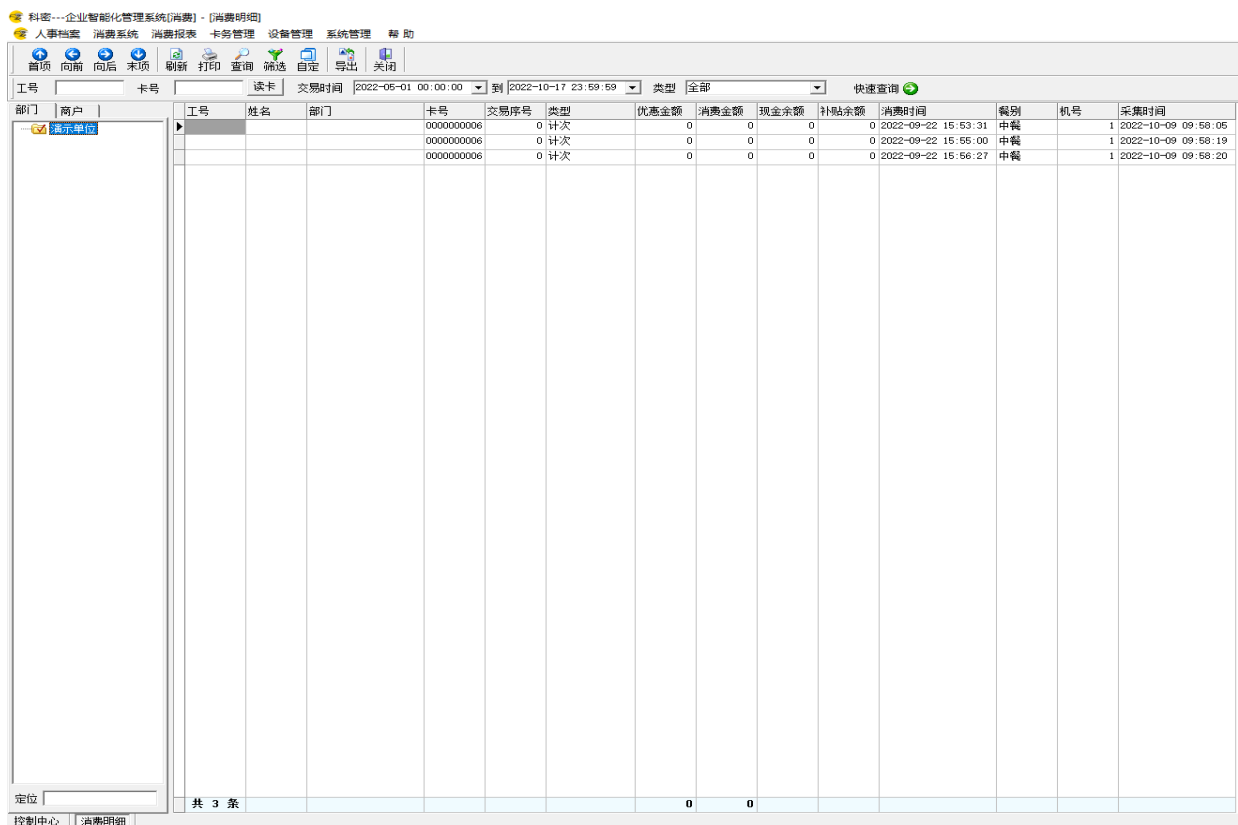 科密---企业智能化管理系统[消费] - [消费明细]
人事档案 消费系统 消费报表 卡务管理 设备管理 系统管理 帮助
首项 向前 向后 末项 刷新 打印 查询 筛选 自定 导出 关闭
工号 卡号 读卡 交易时间 2022-05-01 00:00:00 到 2022-10-17 23:59:59 类型 全部 快速查询
部门 商户
演示单位
工号 姓名 部门 卡号 交易序号 类型 优惠金额 消费金额 现金余额 补贴余额 消费时间 餐别 机号 采集时间
0000000006 0 计次 0 0 0 0 2022-09-22 15:53:31 中餐 1 2022-10-09 09:58:05
0000000006 0 计次 0 0 0 0 2022-09-22 15:55:00 中餐 1 2022-10-09 09:58:19
0000000006 0 计次 0 0 0 0 2022-09-22 15:56:27 中餐 1 2022-10-09 09:58:20
定位
共 3 条 0 0
控制中心 消费明细